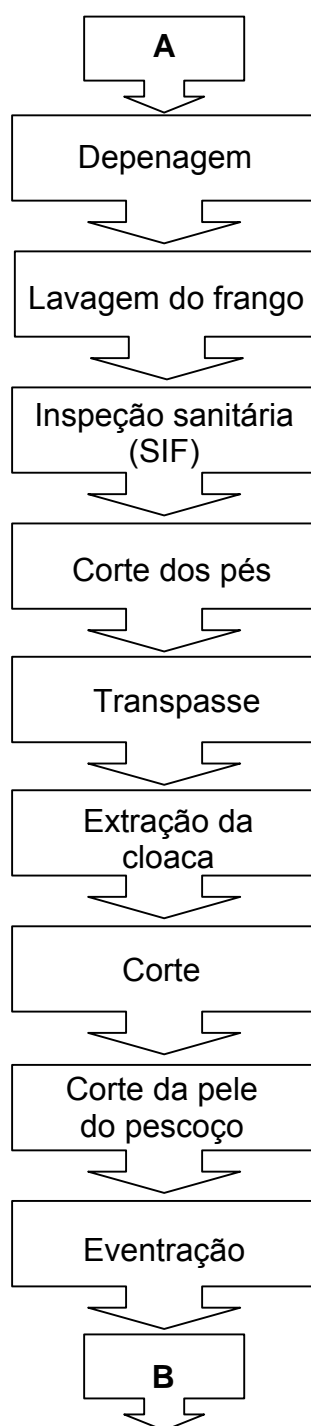 A
Depenagem
Lavagem do frango
Inspeção sanitária
(SIF)
Corte dos pés
Transpasse
Extração da
cloaca
Corte
Corte da pele
do pescoço
Eventração
B